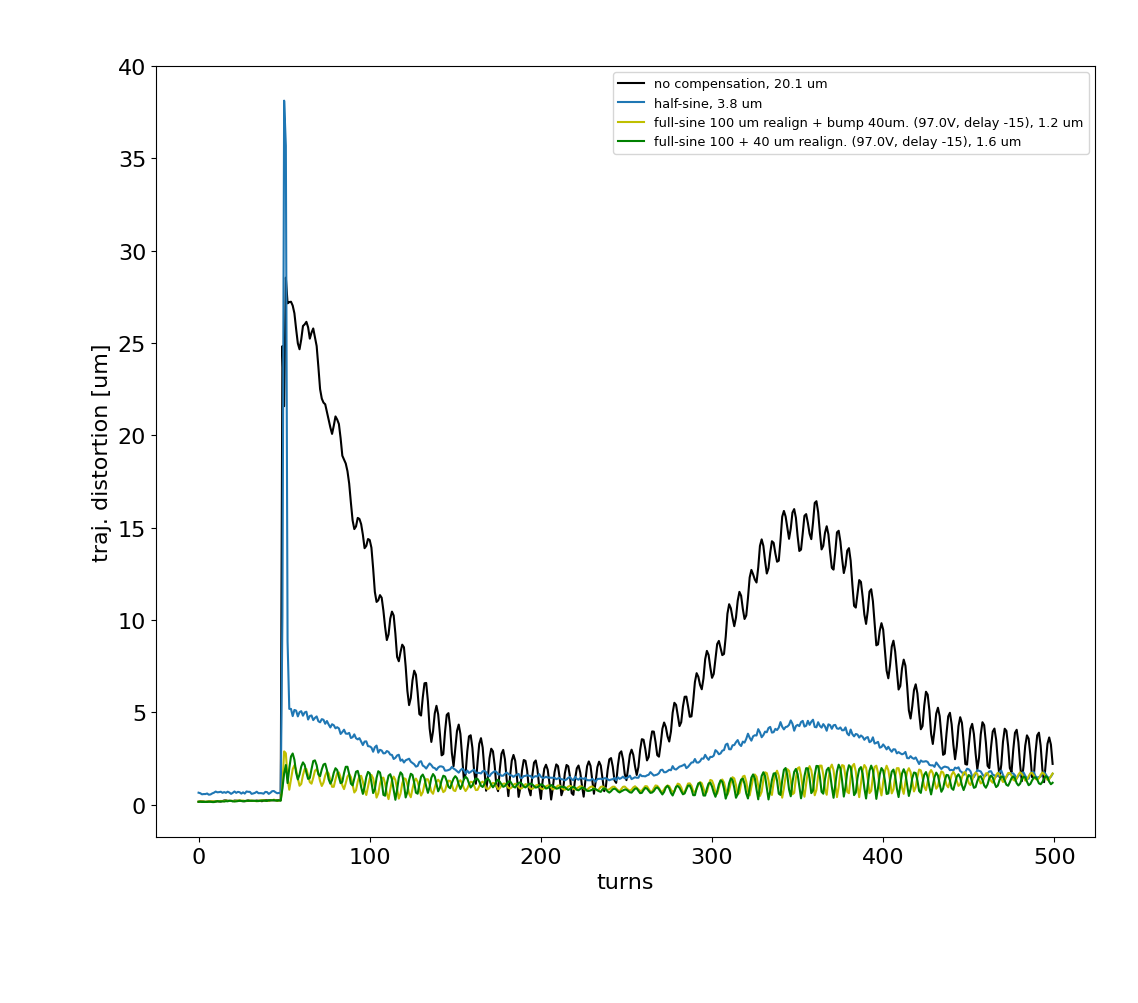 40
35
30
25
20
15
10
5
0
traj. distortion [um]
no compensation, 20.1 um
half-sine, 3.8 um
full-sine 100 um realign + bump 40um. (97.0V, delay -15), 1.2 um
full-sine 100 + 40 um realign. (97.0V, delay -15), 1.6 um
0 100 200 300 400 500
turns